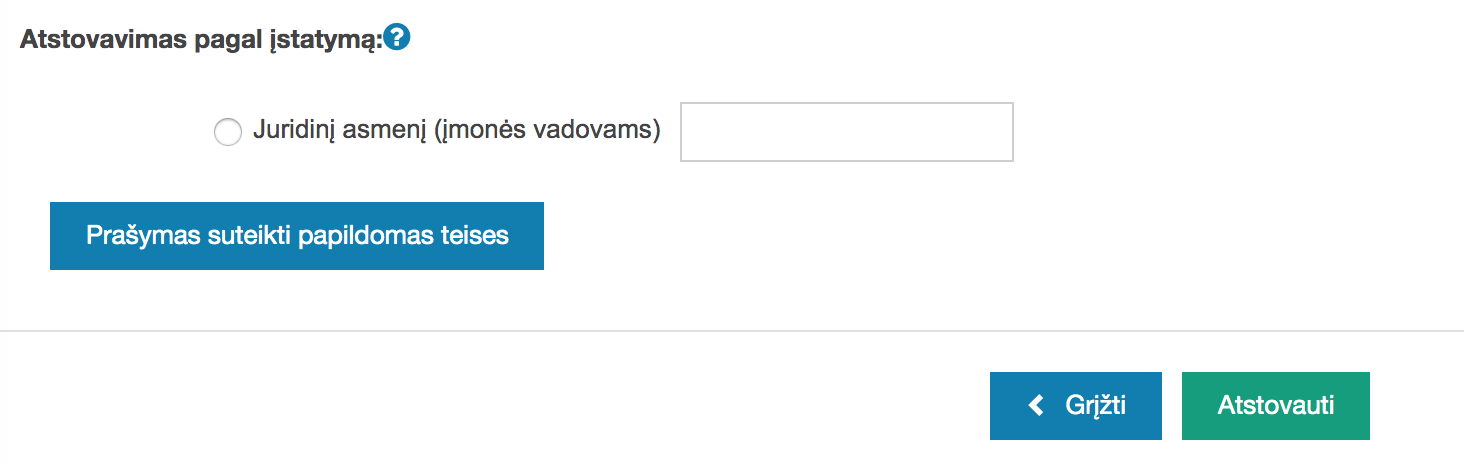 Atstovavimas pagal įstatymą:?
Juridinį asmenį (įmonės vadovams)
Prašymas suteikti papildomas teises
Grįžti
Atstovauti